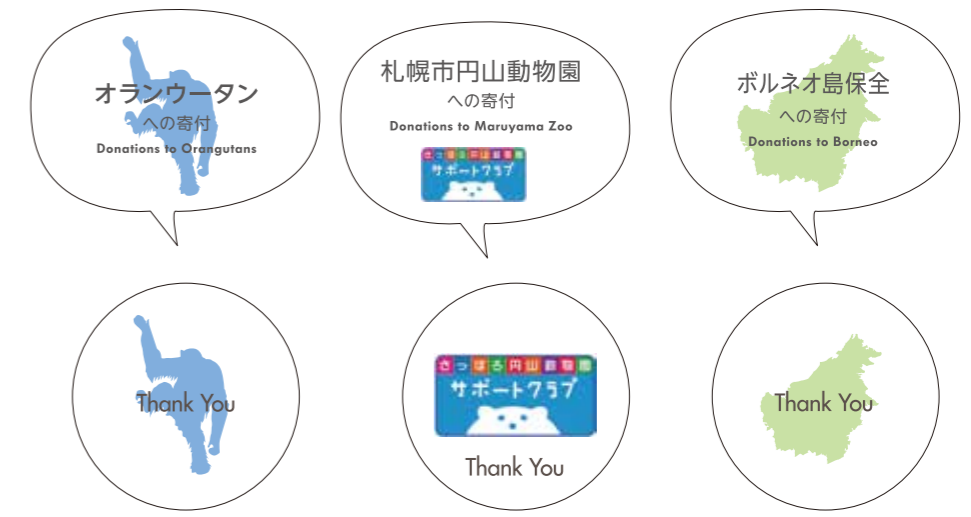 オランウータン
への寄付
Donations to Orangutans
札幌市円山動物園
への寄付
Donations to Maruyama Zoo
さっぽろ円山動物園
サポートクラブ
ボルネオ島保全
への寄付
Donations to Borneo
Thank You
さっぽろ円山動物園
サポートクラブ
Thank You
Thank You